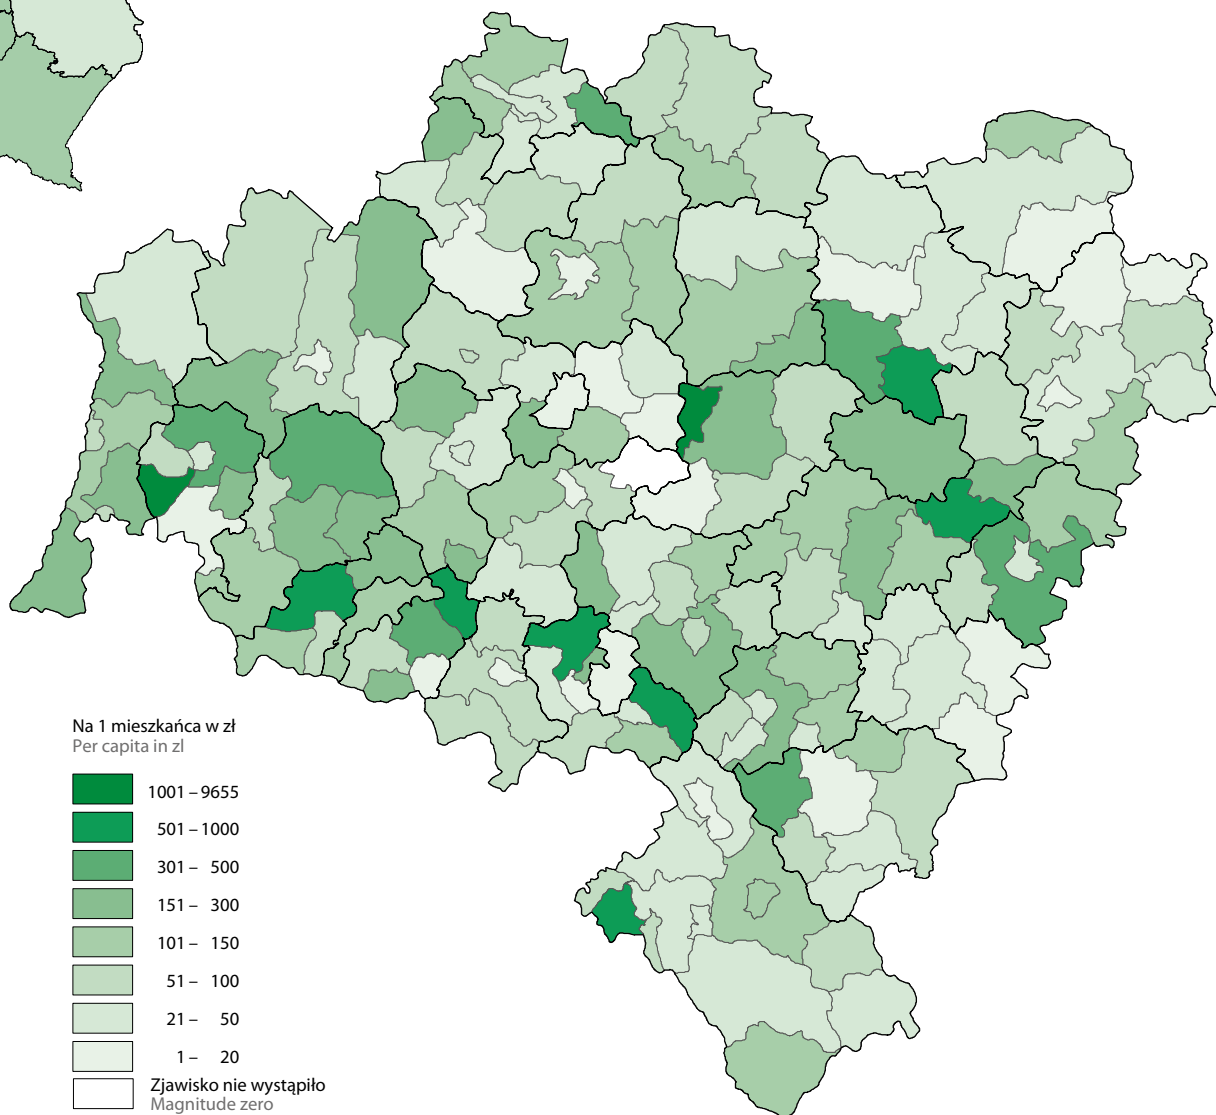 Na 1 mieszkańca w zł
Per capita in zl
1001 – 9655
501 – 1000
301 – 500
151 – 300
101 – 150
51 – 100
21 – 50
1 – 20
Zjawisko nie wystąpiło
Magnitude zero